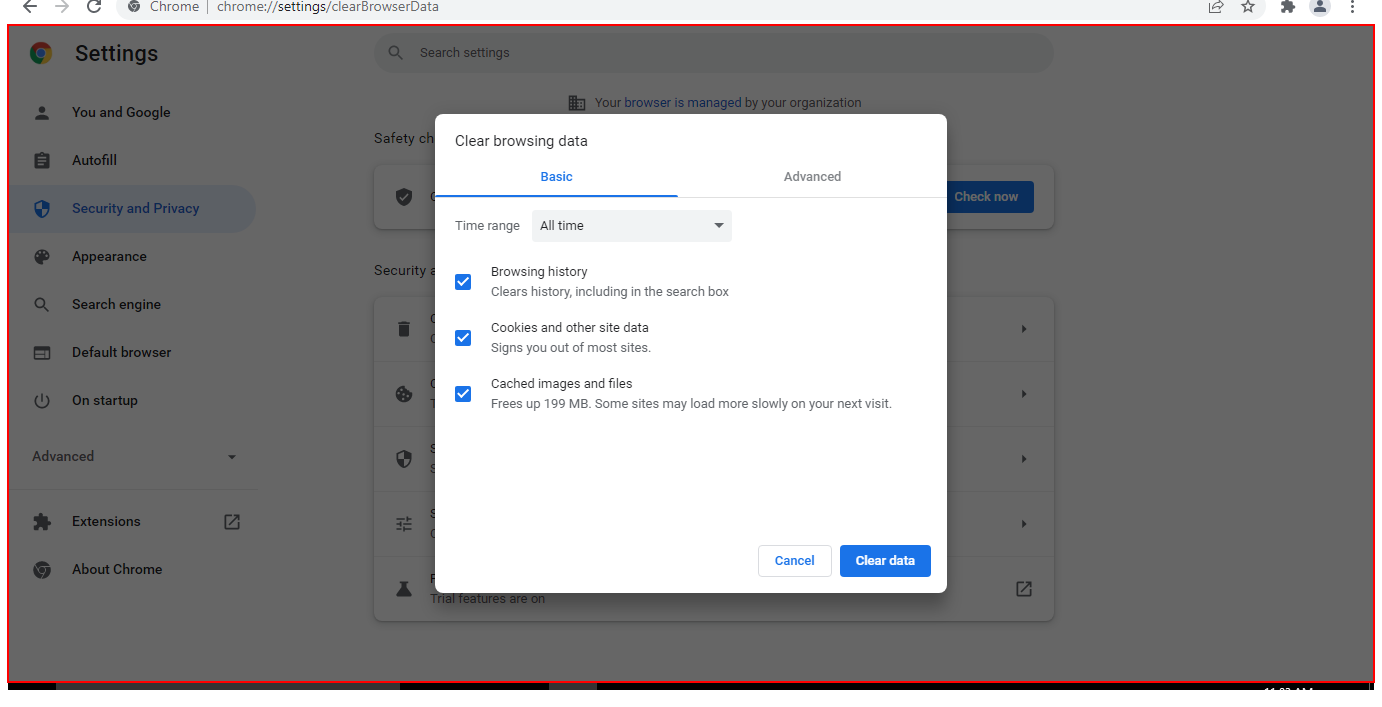 Chrome | chrome://settings/clearBrowserData
Settings
Search settings
You and Google
Autofill
Security and Privacy
Appearance
Search engine
Default browser
On startup
Advanced
Extensions
About Chrome
Your browser is managed by your organization
Safety ch
Check now
Security a
Trial features are on
Clear browsing data
Basic
Advanced
Time range
All time
Browsing history
Clears history, including in the search box
Cookies and other site data
Signs you out of most sites.
Cached images and files
Frees up 199 MB. Some sites may load more slowly on your next visit.
Cancel
Clear data